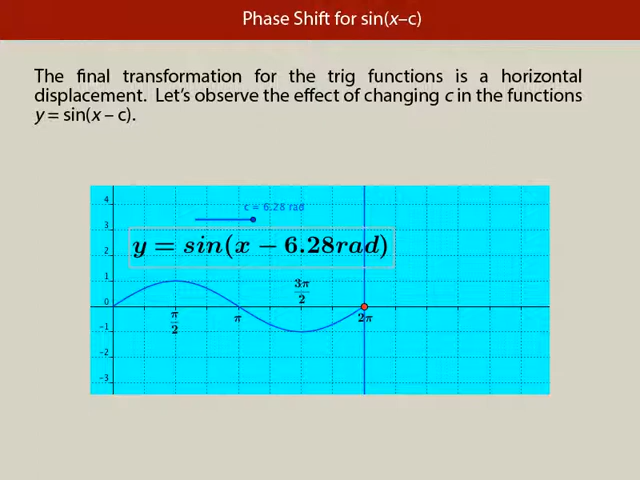 Phase Shift for sin(x–c)
The final transformation for the trig functions is a horizontal
displacement. Let's observe the effect of changing c in the functions
y = sin(x – c).
c = 6.28 rad
y = sin(x − 6.28rad)
4
3
2
1
0
−1
−2
−3
π/2
π
3π/2
2π